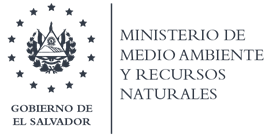 GOBIERNO DE
EL SALVADOR
MINISTERIO DE
MEDIO AMBIENTE
Y RECURSOS
NATURALES